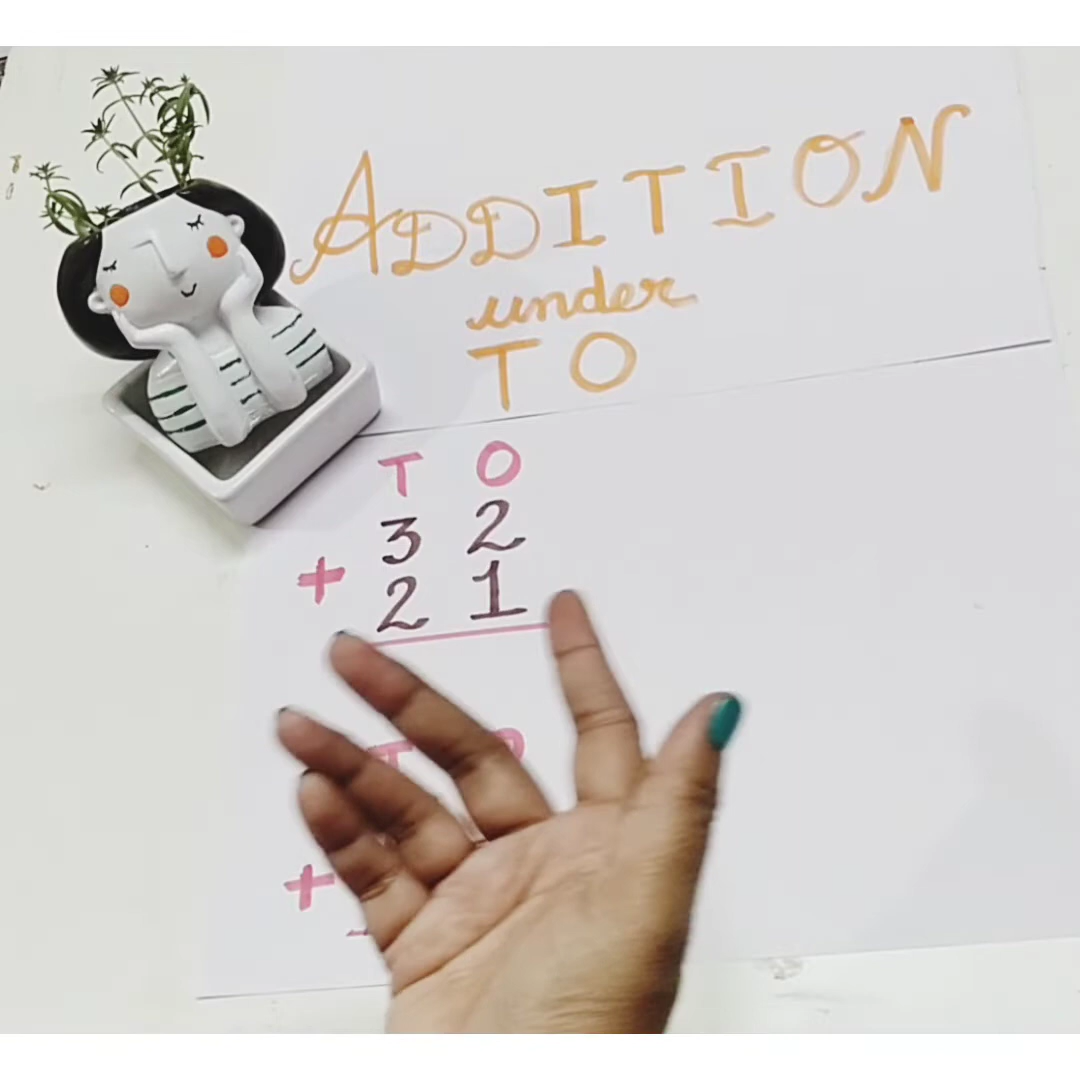 ADDITION
under
T O
T O
3 2
+
2 1
T O
+